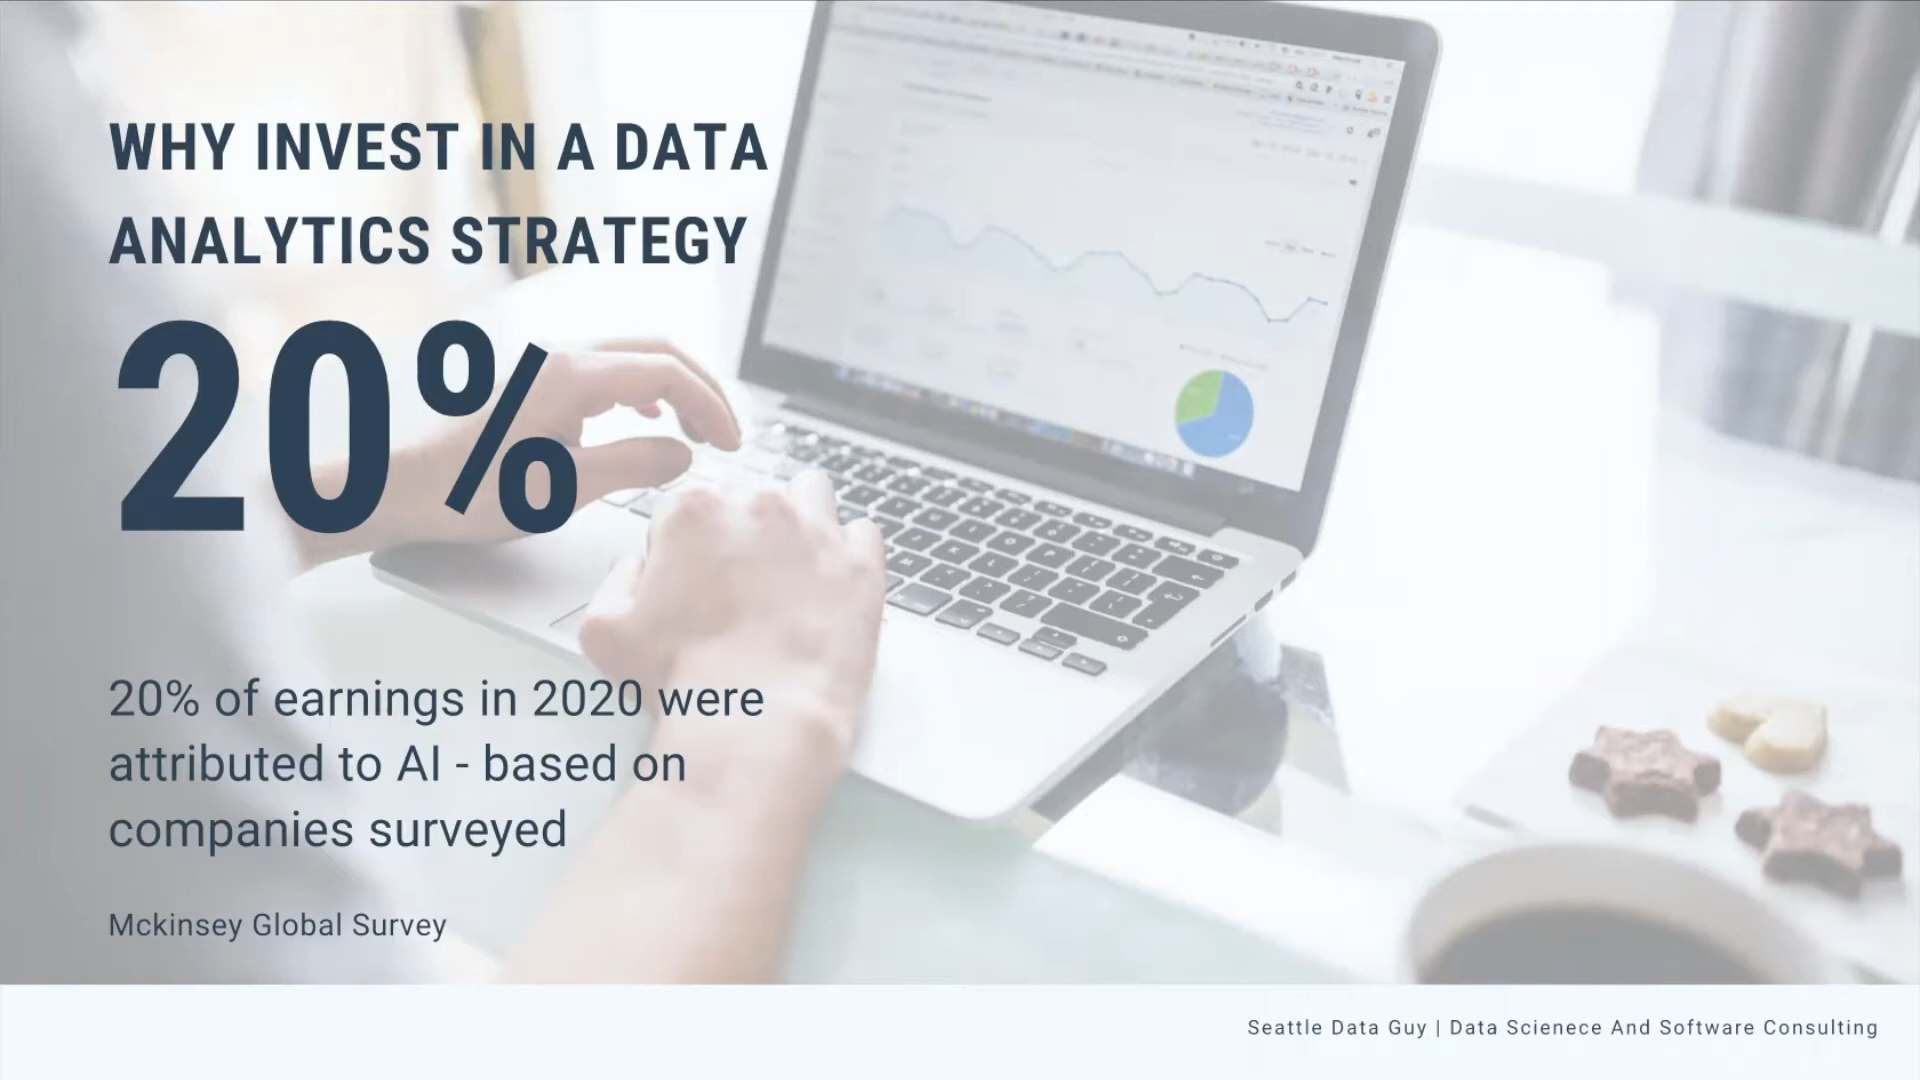 WHY INVEST IN A DATA
ANALYTICS STRATEGY
20%
20% of earnings in 2020 were
attributed to AI - based on
companies surveyed
Mckinsey Global Survey
Seattle Data Guy | Data Scienece And Software Consulting